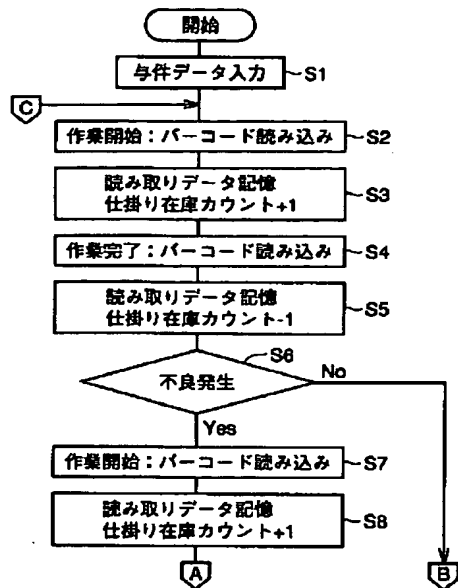 開始
与件データ入力 S1
C
作業開始：バーコード読み込み S2
読み取りデータ記憶
仕掛り在庫カウント+1
S3
作業完了：バーコード読み込み S4
読み取りデータ記憶
仕掛り在庫カウント-1
S5
S6
不良発生
No
Yes
作業開始：バーコード読み込み S7
読み取りデータ記憶
仕掛り在庫カウント+1
S8
A
B